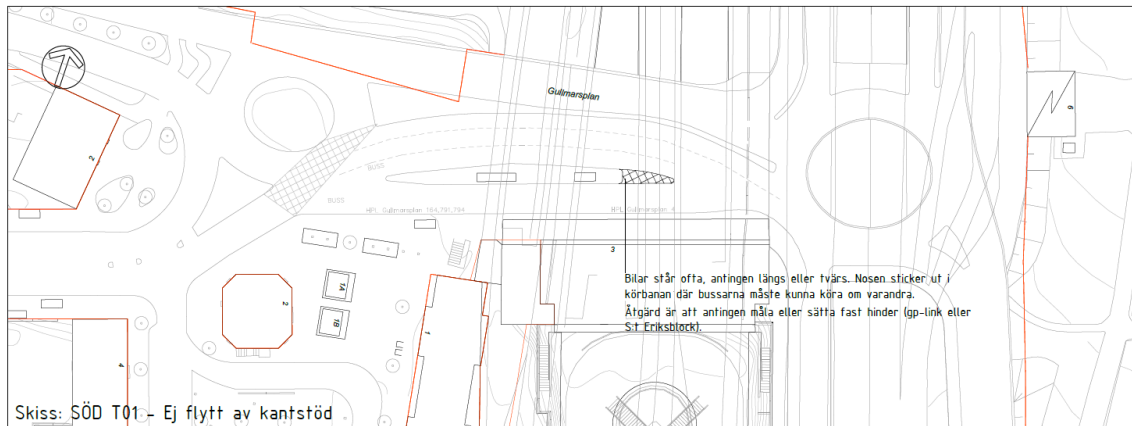 Gullmarsplan
6
2
BUSS
BUSS
HPL Gullmarsplan 164,791,794
HPL Gullmarsplan 4
3
Bilar står ofta, antingen längs eller tvärs. Nosen sticker ut i
körbanan där bussarna måste kunna köra om varandra.
Åtgärd är att antingen måla eller sätta fast hinder (gp-link eller
S:t Eriksblock).
1A
2
1B
1
4
Skiss: SÖD T01 - Ej flytt av kantstöd